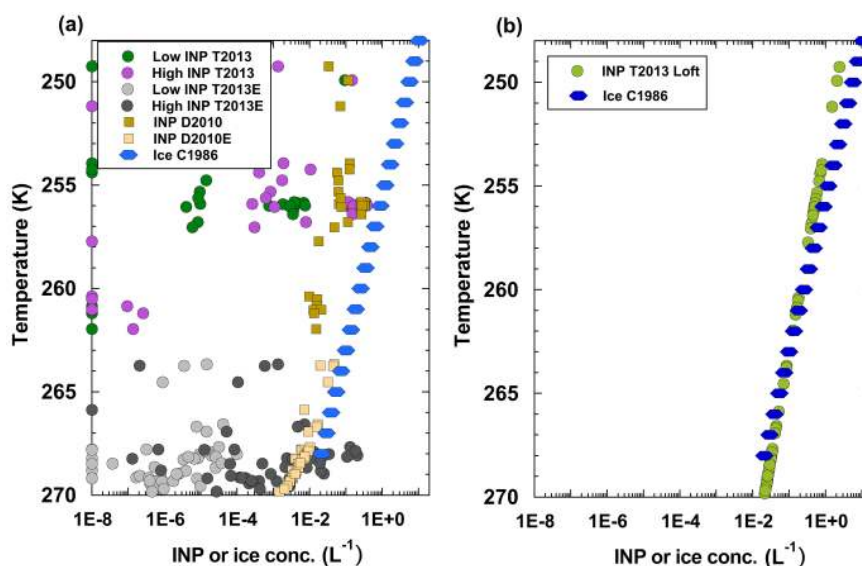 (a)
Low INP T2013
High INP T2013
Low INP T2013E
High INP T2013E
INP D2010
INP D2010E
Ice C1986
250
255
260
265
270
Temperature (K)
1E-8 1E-6 1E-4 1E-2 1E+0
INP or ice conc. (L⁻¹)
(b)
INP T2013 Loft
Ice C1986
250
255
260
265
270
Temperature (K)
1E-8 1E-6 1E-4 1E-2 1E+0
INP or ice conc. (L⁻¹)